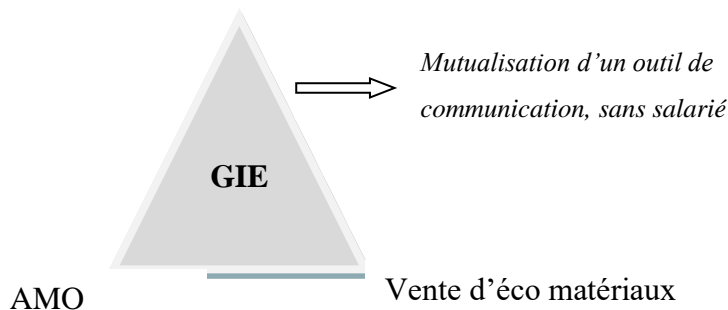 Mutualisation d’un outil de
communication, sans salarié
GIE
Vente d’éco matériaux
AMO